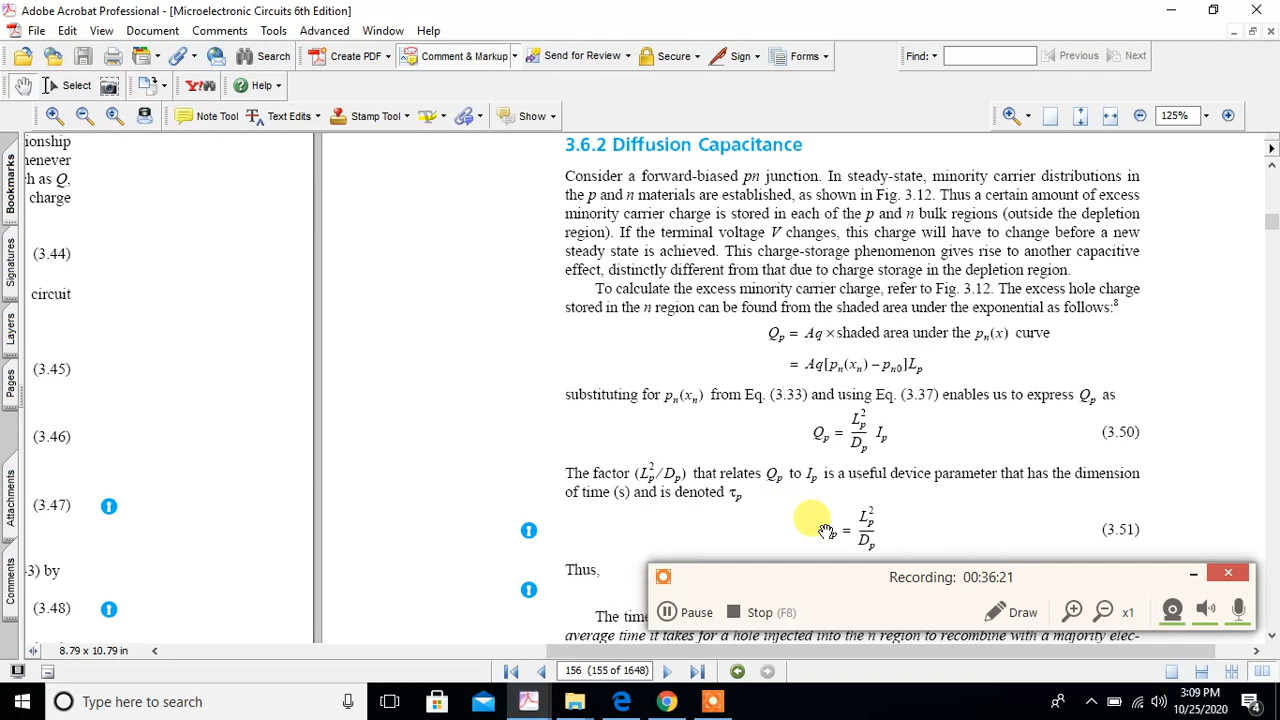 Adobe Acrobat Professional - [Microelectronic Circuits 6th Edition]
File Edit View Document Comments Tools Advanced Window Help
Create PDF Comment & Markup Send for Review Secure Sign Forms Find: Previous Next
Search
Select Y! Help
Note Tool Text Edits Stamp Tool Show 125%
Bookmarks
Signatures
Layers
Pages
Attachments
Comments
ionship
henever
h as Q,
charge
(3.44)
circuit
(3.45)
(3.46)
(3.47)
3) by
(3.48)
3.6.2 Diffusion Capacitance
Consider a forward-biased pn junction. In steady-state, minority carrier distributions in
the p and n materials are established, as shown in Fig. 3.12. Thus a certain amount of excess
minority carrier charge is stored in each of the p and n bulk regions (outside the depletion
region). If the terminal voltage V changes, this charge will have to change before a new
steady state is achieved. This charge-storage phenomenon gives rise to another capacitive
effect, distinctly different from that due to charge storage in the depletion region.
To calculate the excess minority carrier charge, refer to Fig. 3.12. The excess hole charge
stored in the n region can be found from the shaded area under the exponential as follows:⁸
Qp = Aq × shaded area under the pn(x) curve
= Aq[pn(xn) – pn0]Lp
substituting for pn(xn) from Eq. (3.33) and using Eq. (3.37) enables us to express Qp as
Qp = Lp²/Dp Ip (3.50)
The factor (Lp²/Dp) that relates Qp to Ip is a useful device parameter that has the dimension
of time (s) and is denoted τp
p = Lp²/Dp (3.51)
Thus,
The time
average time it takes for a hole injected into the n region to recombine with a majority elec-
Recording: 00:36:21
Pause Stop (F8) Draw x1
8.79 x 10.79 in 156 (155 of 1648)
Type here to search
3:09 PM
10/25/2020
4